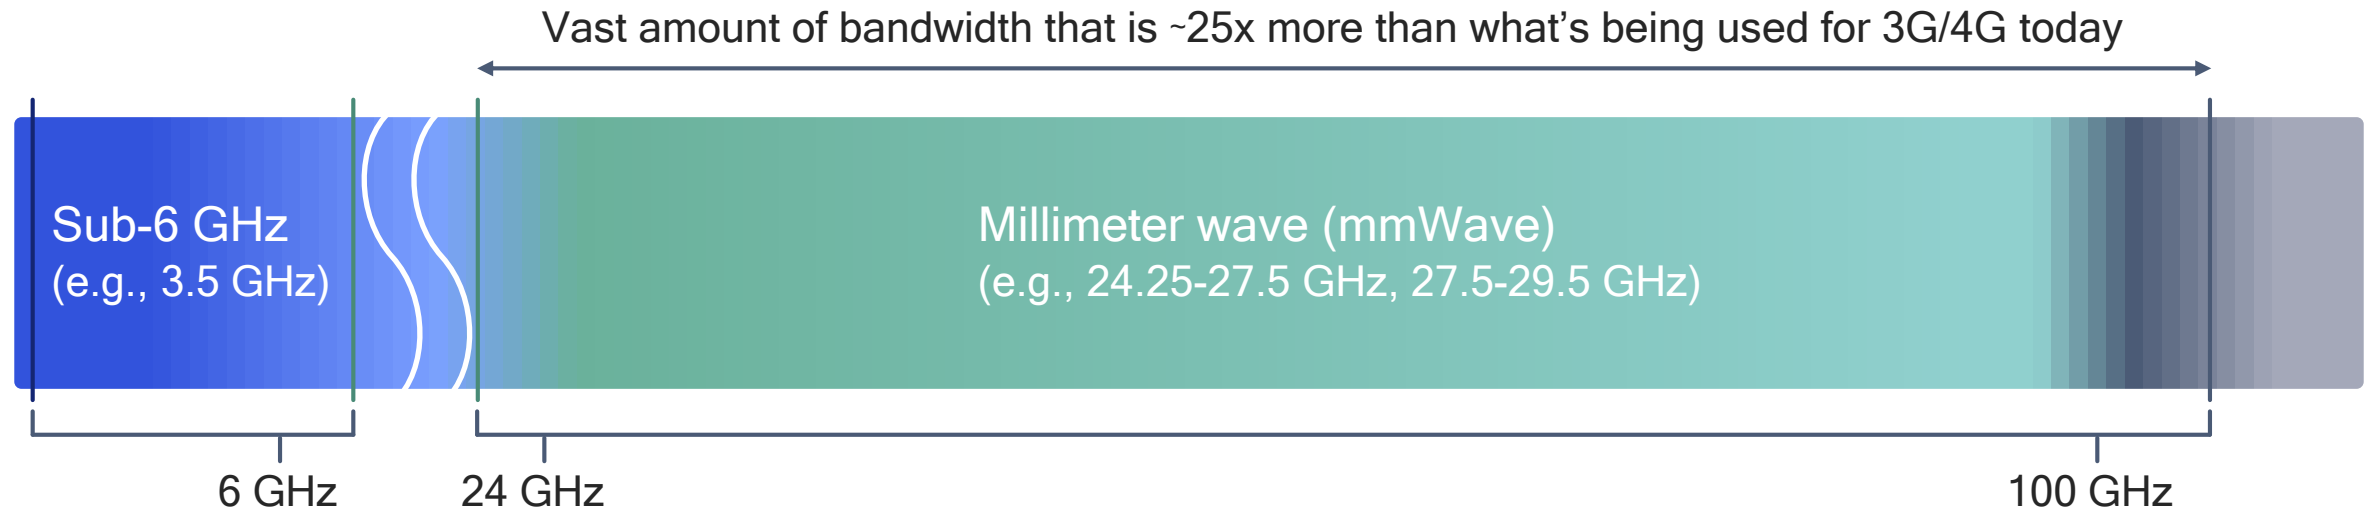 Vast amount of bandwidth that is ~25x more than what’s being used for 3G/4G today
Sub-6 GHz
(e.g., 3.5 GHz)
Millimeter wave (mmWave)
(e.g., 24.25-27.5 GHz, 27.5-29.5 GHz)
6 GHz
24 GHz
100 GHz